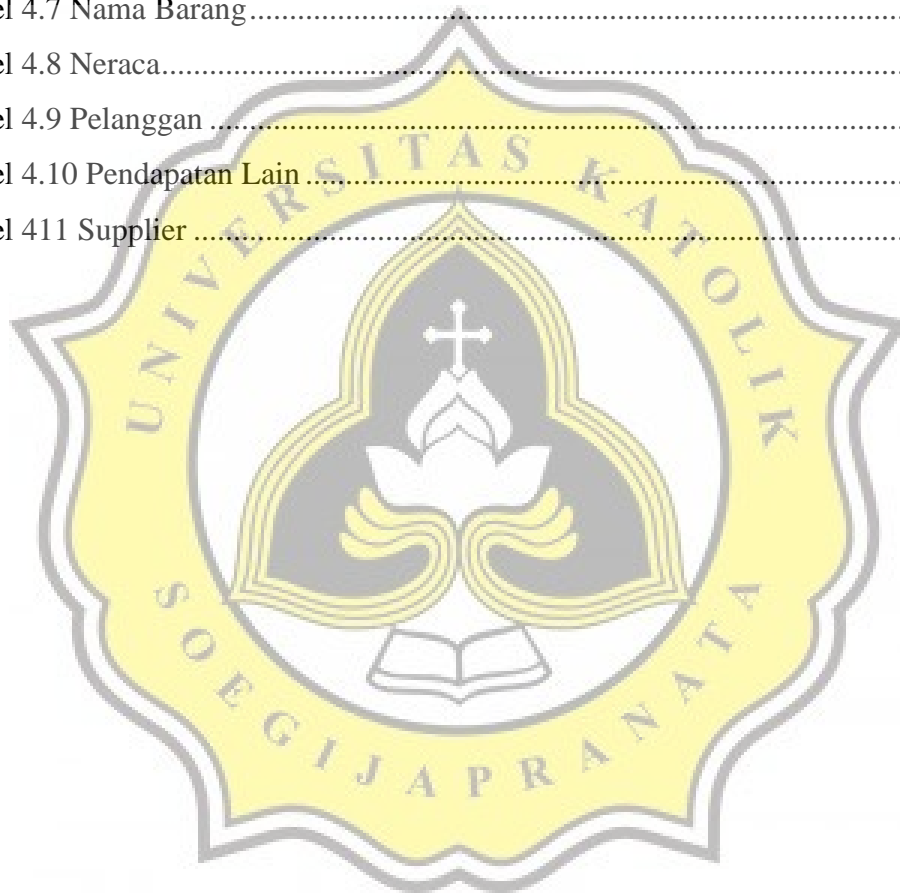 el 4.7 Nama Barang........................................................................................
el 4.8 Neraca........................................................................................
el 4.9 Pelanggan ........................................................................................
el 4.10 Pendapatan Lain ........................................................................................
el 411 Supplier ........................................................................................
UNIVERSITAS KATOLIK
SOEGIJAPRANATA